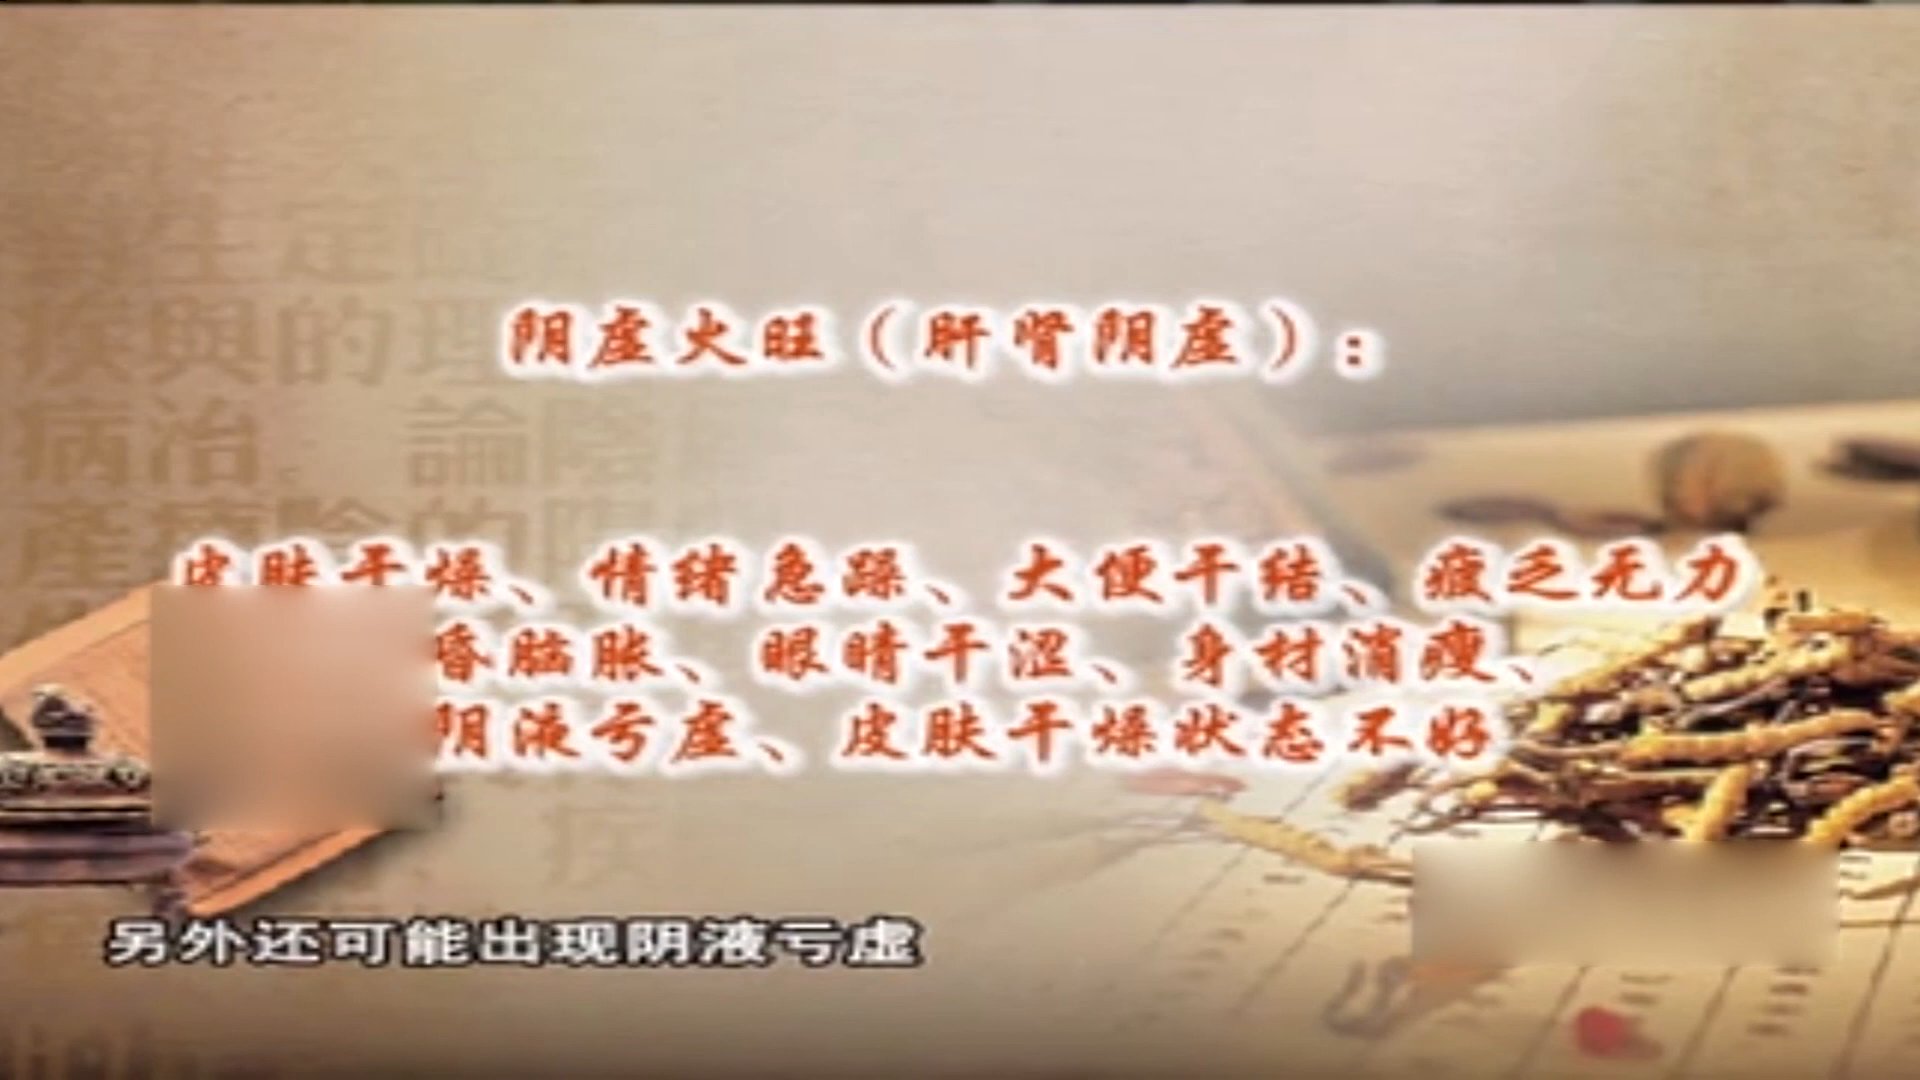 阴虚火旺（肝肾阴虚）：
皮肤干燥、情绪急躁、大便干结、疲乏无力
昏脑胀、眼睛干涩、身材消瘦、
阴液亏虚、皮肤干燥状态不好
另外还可能出现阴液亏虚